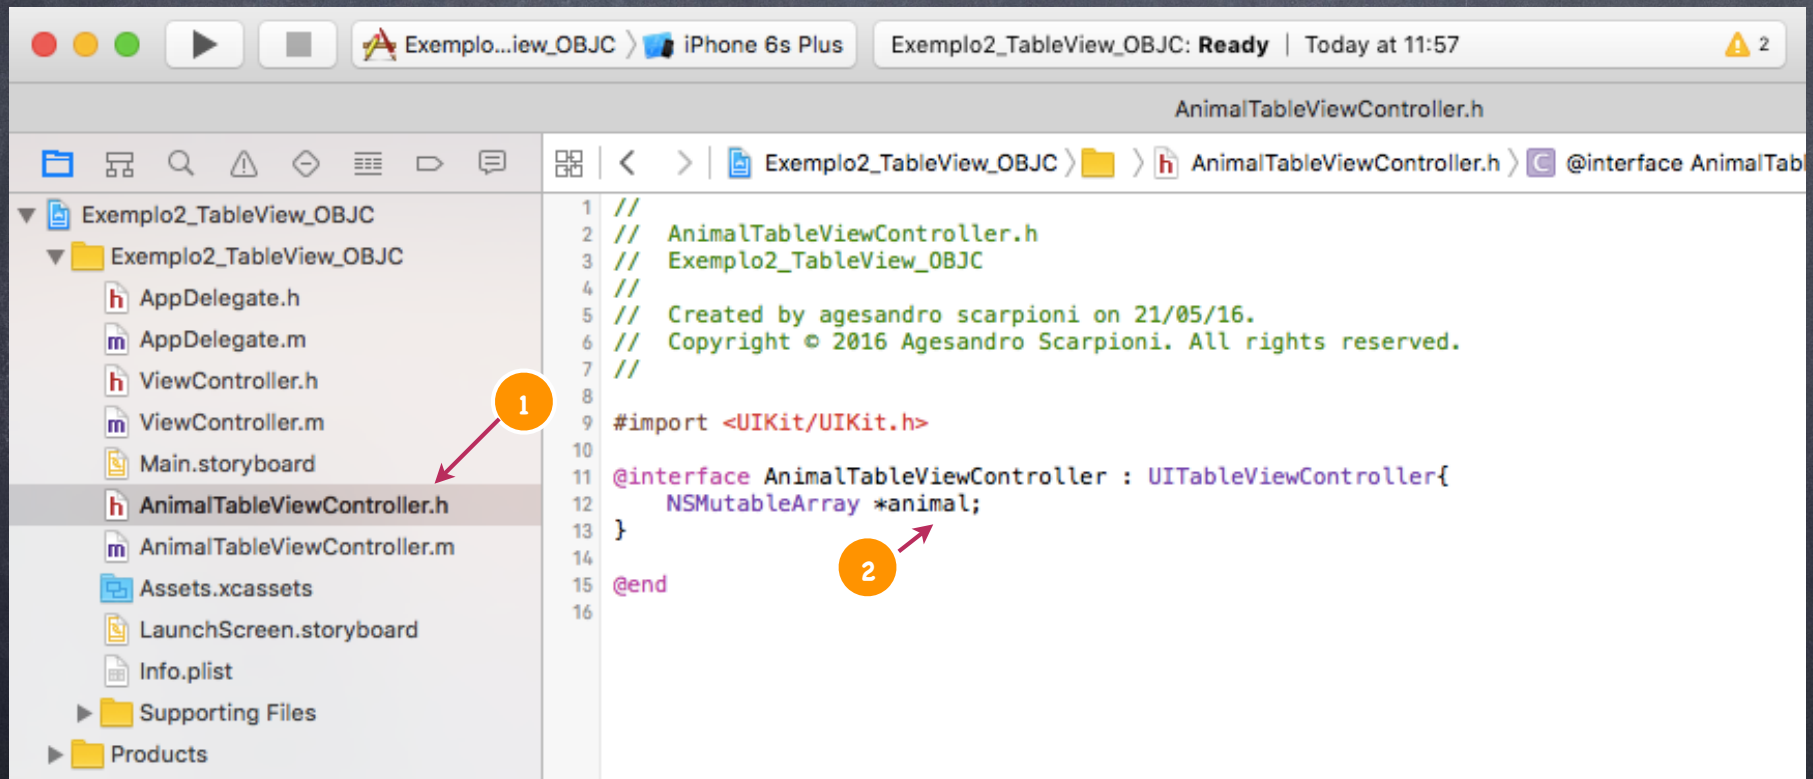 Exemplo...iew_OBJC iPhone 6s Plus
Exemplo2_TableView_OBJC: Ready | Today at 11:57
2
AnimalTableViewController.h
Exemplo2_TableView_OBJC h AnimalTableViewController.h C @interface AnimalTabl
Exemplo2_TableView_OBJC
Exemplo2_TableView_OBJC
h AppDelegate.h
m AppDelegate.m
h ViewController.h
m ViewController.m
Main.storyboard
h AnimalTableViewController.h
m AnimalTableViewController.m
Assets.xcassets
LaunchScreen.storyboard
Info.plist
Supporting Files
Products
1
1 //
2 //  AnimalTableViewController.h
3 //  Exemplo2_TableView_OBJC
4 //
5 //  Created by agesandro scarpioni on 21/05/16.
6 //  Copyright © 2016 Agesandro Scarpioni. All rights reserved.
7 //
8
9 #import <UIKit/UIKit.h>
10
11 @interface AnimalTableViewController : UITableViewController{
12     NSMutableArray *animal;
13 }
14
15 @end
16
2